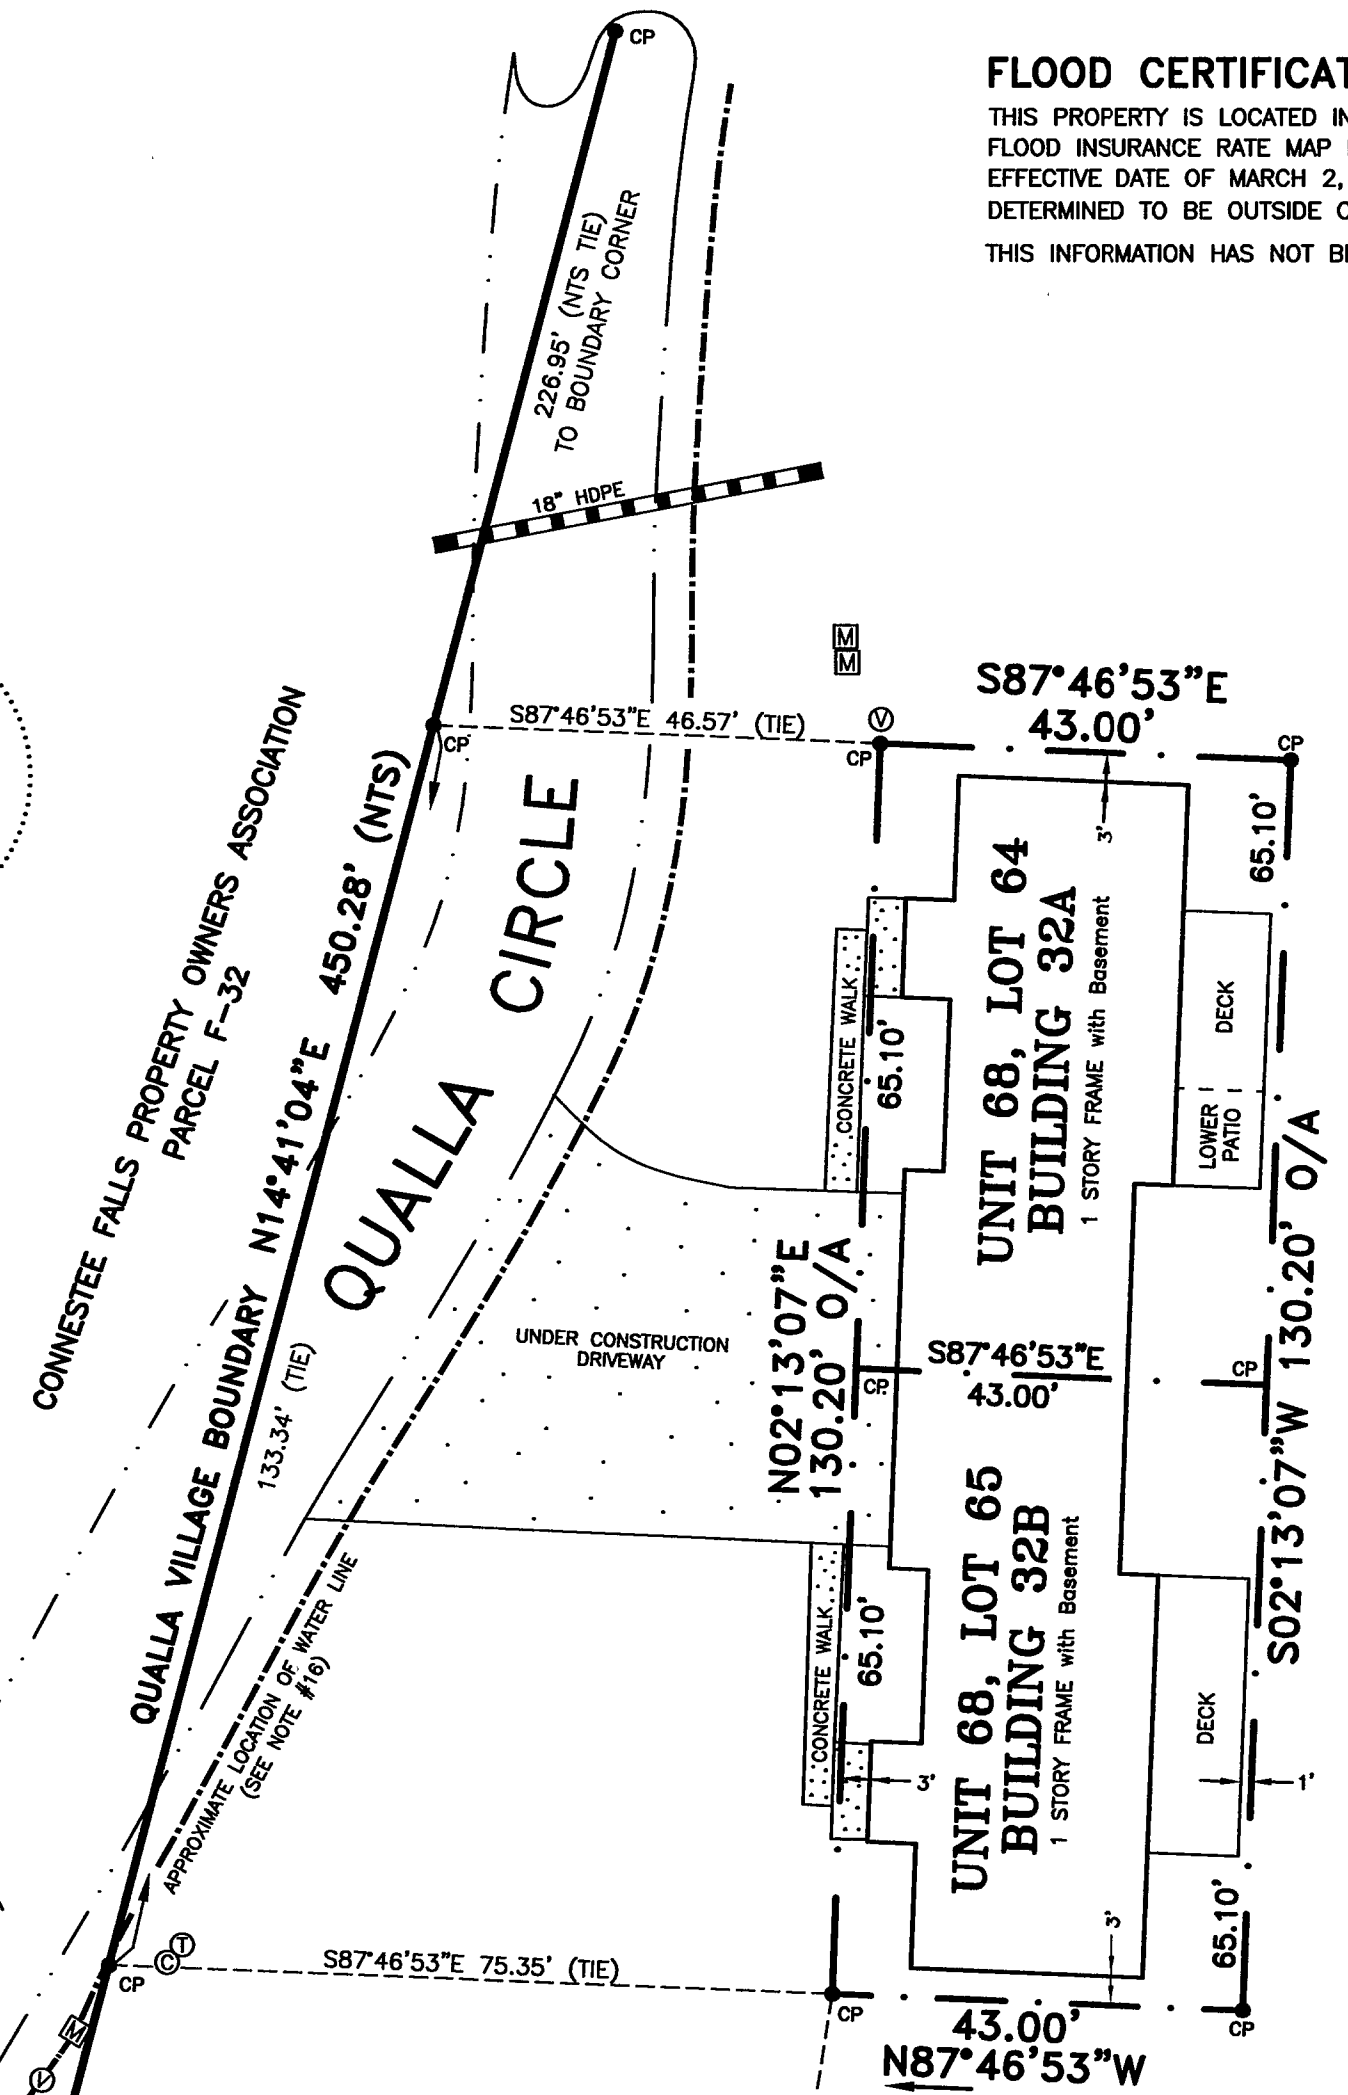 CP
FLOOD CERTIFICAT
THIS PROPERTY IS LOCATED IN
FLOOD INSURANCE RATE MAP
EFFECTIVE DATE OF MARCH 2,
DETERMINED TO BE OUTSIDE
THIS INFORMATION HAS NOT
226.95' (NTS TIE)
TO BOUNDARY CORNER
18" HDPE
M
M
S87°46'53"E
43.00'
S87°46'53"E 46.57' (TIE)
V
CP
CP
CP
65.10'
3'
CONNESTEE FALLS PROPERTY OWNERS ASSOCIATION
PARCEL F-32
QUALLA VILLAGE BOUNDARY N14°41'04"E 450.28' (NTS)
133.34' (TIE)
QUALLA CIRCLE
CONCRETE WALK
65.10'
UNIT 68, LOT 64
BUILDING 32A
1 STORY FRAME with Basement
DECK
LOWER
PATIO
UNDER CONSTRUCTION
DRIVEWAY
N02°13'07"E
130.20' O/A
S87°46'53"E
43.00'
CP
CP
S02°13'07"W 130.20' O/A
APPROXIMATE LOCATION OF WATER LINE
(SEE NOTE #16)
CONCRETE WALK
65.10'
3'
UNIT 68, LOT 65
BUILDING 32B
1 STORY FRAME with Basement
DECK
1'
3'
65.10'
T
C
S87°46'53"E 75.35' (TIE)
CP
CP
CP
M
V
43.00'
N87°46'53"W